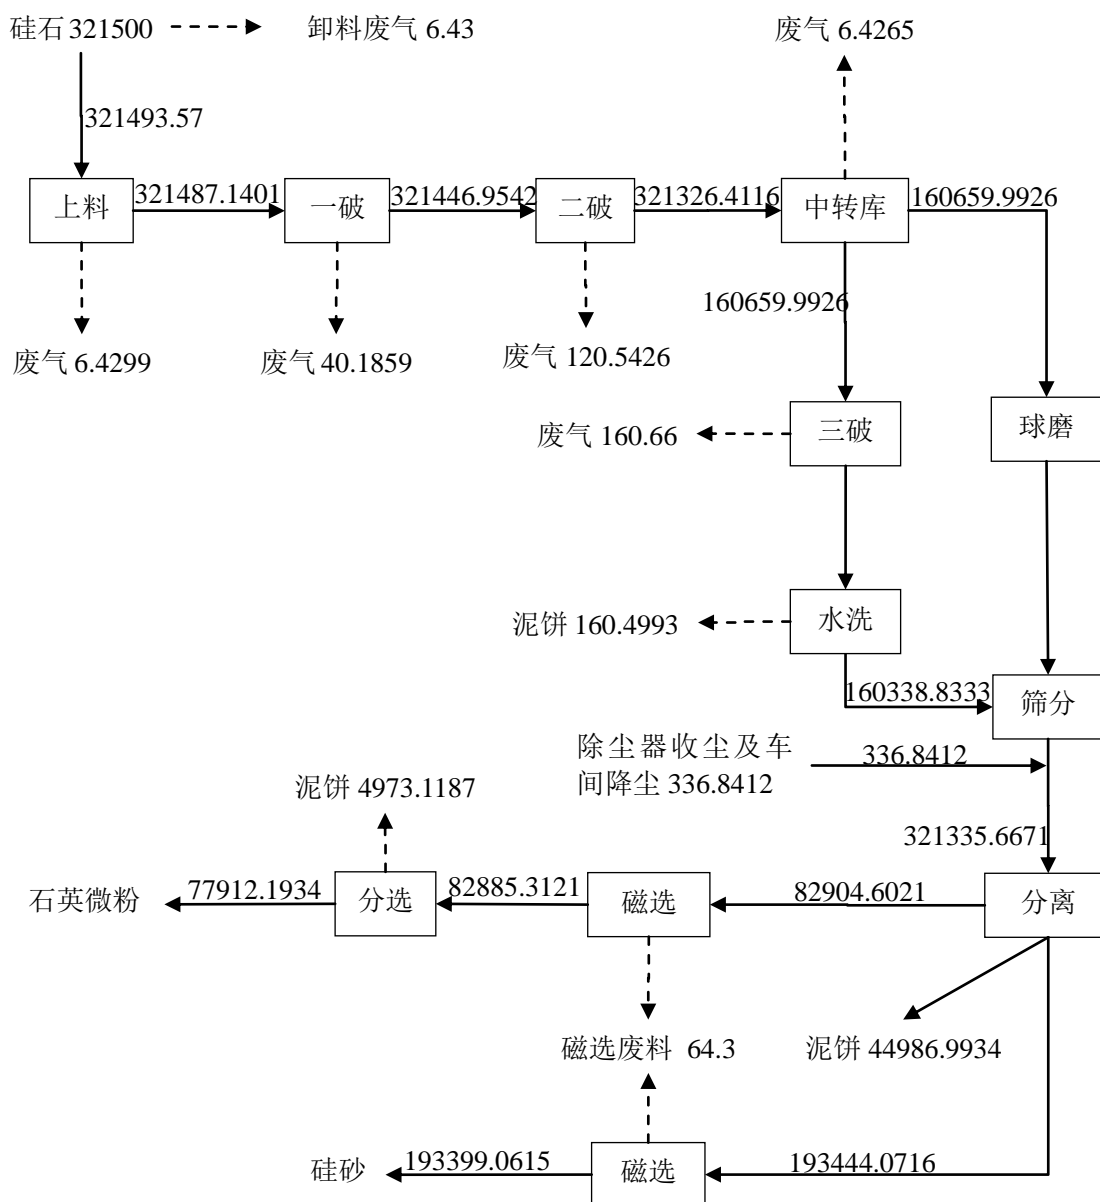 硅石 321500
卸料废气 6.43
废气 6.4265
321493.57
上料
321487.1401
一破
321446.9542
二破
321326.4116
中转库
160659.9926
160659.9926
废气 6.4299
废气 40.1859
废气 120.5426
废气 160.66
三破
球磨
泥饼 160.4993
水洗
160338.8333
筛分
除尘器收尘及车
间降尘 336.8412
336.8412
泥饼 4973.1187
321335.6671
石英微粉
77912.1934
分选
82885.3121
磁选
82904.6021
分离
磁选废料 64.3
泥饼 44986.9934
硅砂
193399.0615
磁选
193444.0716